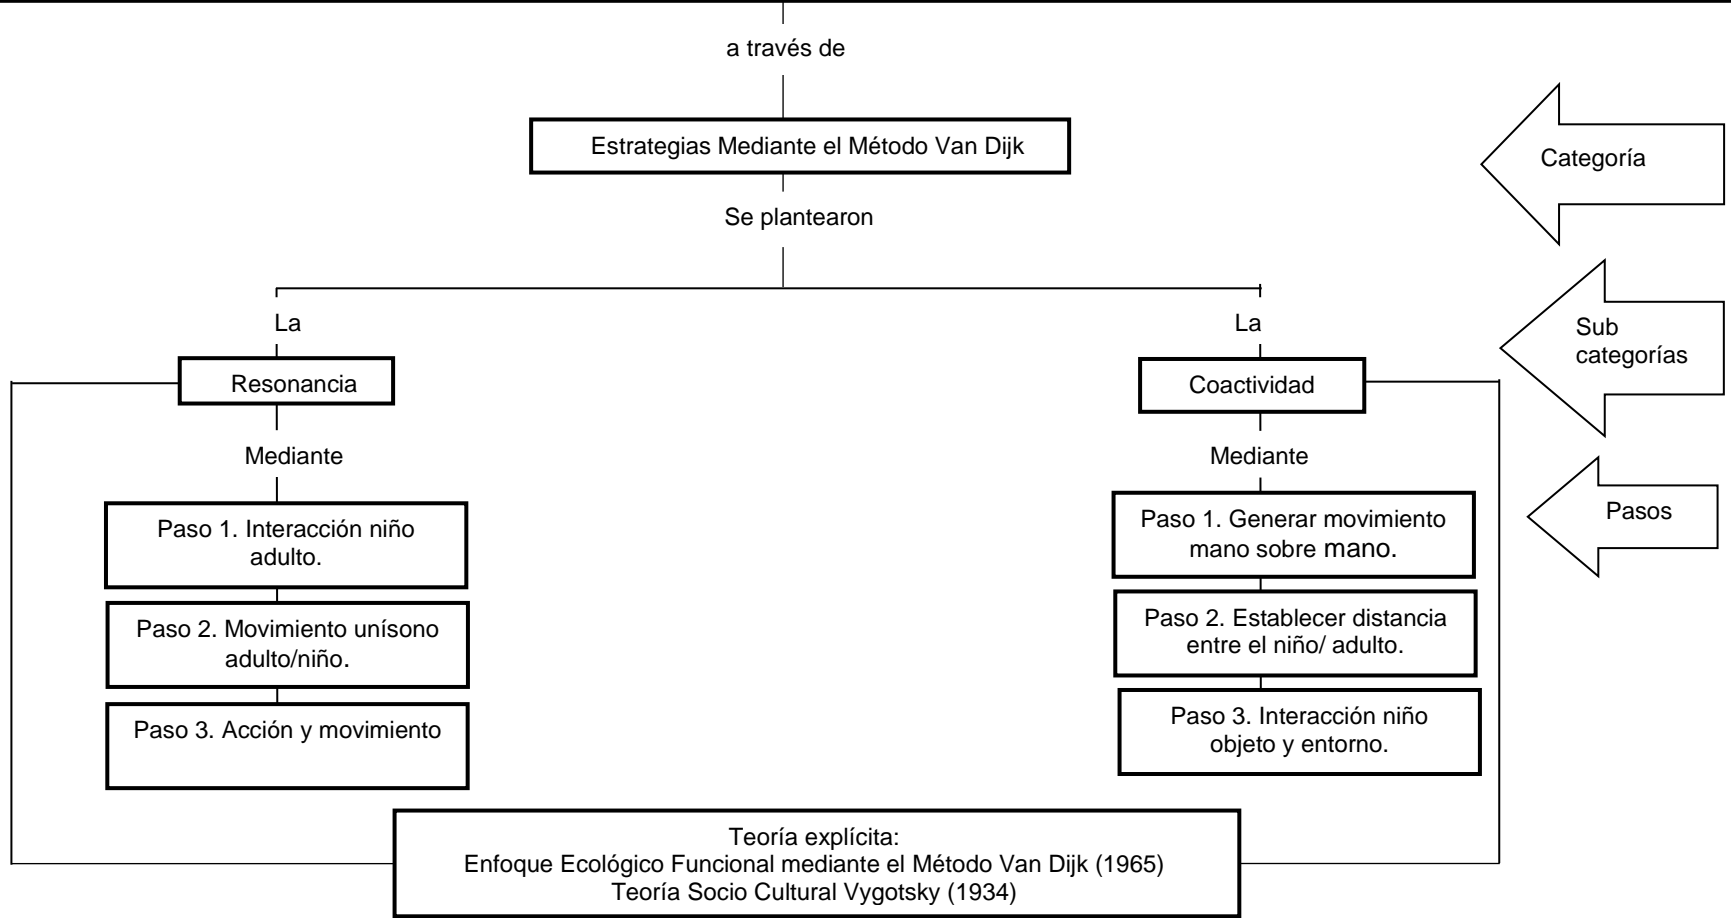 a través de
Estrategias Mediante el Método Van Dijk
Categoría
Se plantearon
La
La
Sub
categorías
Resonancia
Coactividad
Mediante
Mediante
Pasos
Paso 1. Interacción niño
adulto.
Paso 1. Generar movimiento
mano sobre mano.
Paso 2. Movimiento unísono
adulto/niño.
Paso 2. Establecer distancia
entre el niño/ adulto.
Paso 3. Acción y movimiento
Paso 3. Interacción niño
objeto y entorno.
Teoría explícita:
Enfoque Ecológico Funcional mediante el Método Van Dijk (1965)
Teoría Socio Cultural Vygotsky (1934)